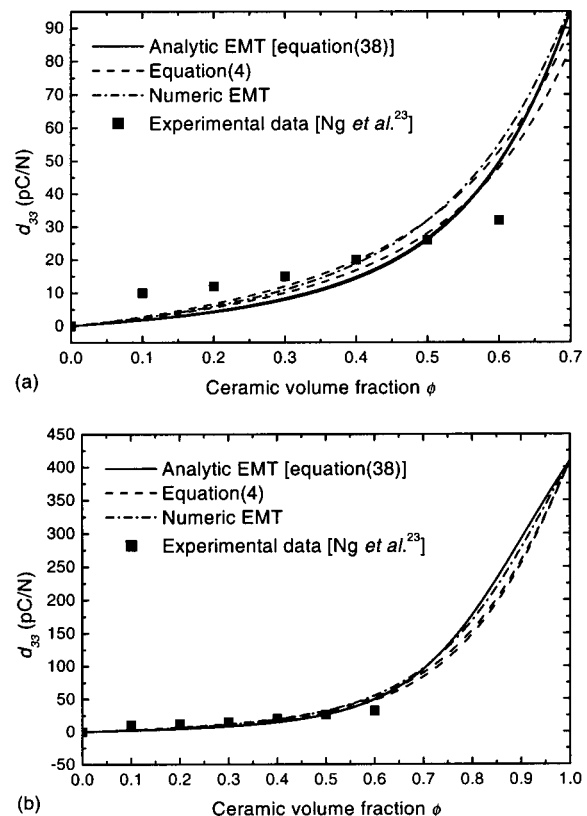 90
80
70
60
50
40
30
20
10
0
d33 (pC/N)
Analytic EMT [equation(38)]
Equation(4)
Numeric EMT
Experimental data [Ng et al.23]
0.0 0.1 0.2 0.3 0.4 0.5 0.6 0.7
(a)
Ceramic volume fraction ϕ
450
400
350
300
250
200
150
100
50
0
-50
d33 (pC/N)
Analytic EMT [equation(38)]
Equation(4)
Numeric EMT
Experimental data [Ng et al.23]
0.0 0.1 0.2 0.3 0.4 0.5 0.6 0.7 0.8 0.9 1.0
(b)
Ceramic volume fraction ϕ